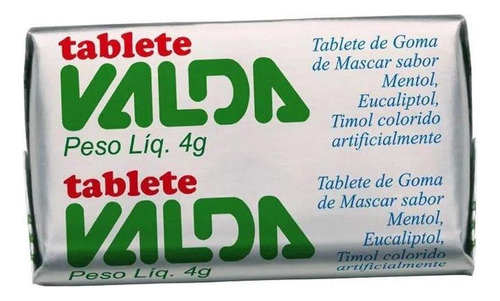 tablete
VALDA
Peso Líq. 4g
Tablete de Goma
de Mascar sabor
Mentol,
Eucaliptol,
Timol colorido
artificialmente
tablete
VALDA
Peso Líq. 4g
Tablete de Goma
de Mascar sabor
Mentol,
Eucaliptol,
Timol colorido
artificialmente